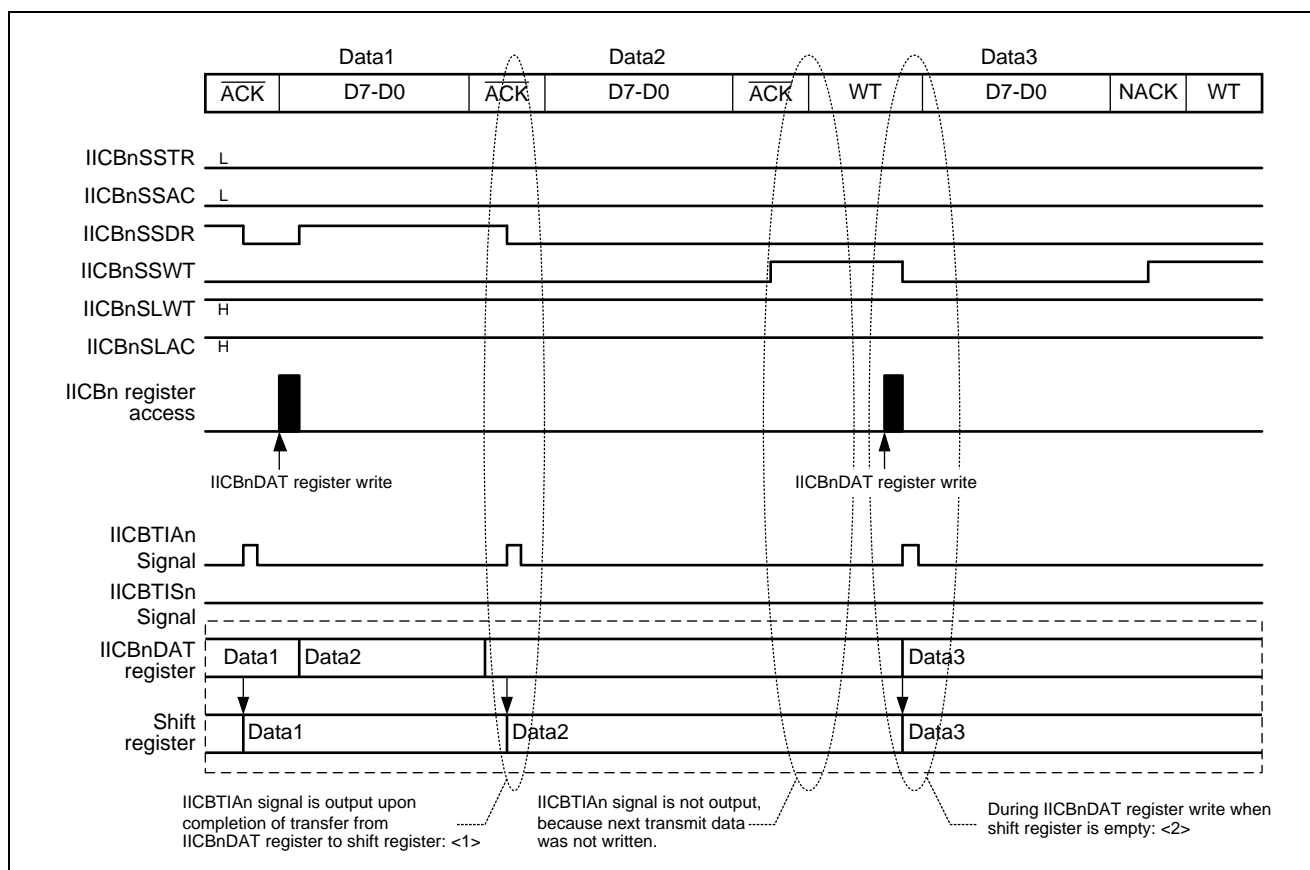 Data1 Data2 Data3
ACK D7-D0 ACK D7-D0 ACK WT D7-D0 NACK WT
IICBnSSTR L
IICBnSSAC L
IICBnSSDR
IICBnSSWT
IICBnSLWT H
IICBnSLAC H
IICBn register
access
IICBnDAT register write IICBnDAT register write
IICBTIAn
Signal
IICBTISn
Signal
IICBnDAT
register
Data1 Data2 Data3
Shift
register
Data1 Data2 Data3
IICBTIAn signal is output upon
completion of transfer from
IICBnDAT register to shift register: <1>
IICBTIAn signal is not output,
because next transmit data
was not written.
During IICBnDAT register write when
shift register is empty: <2>